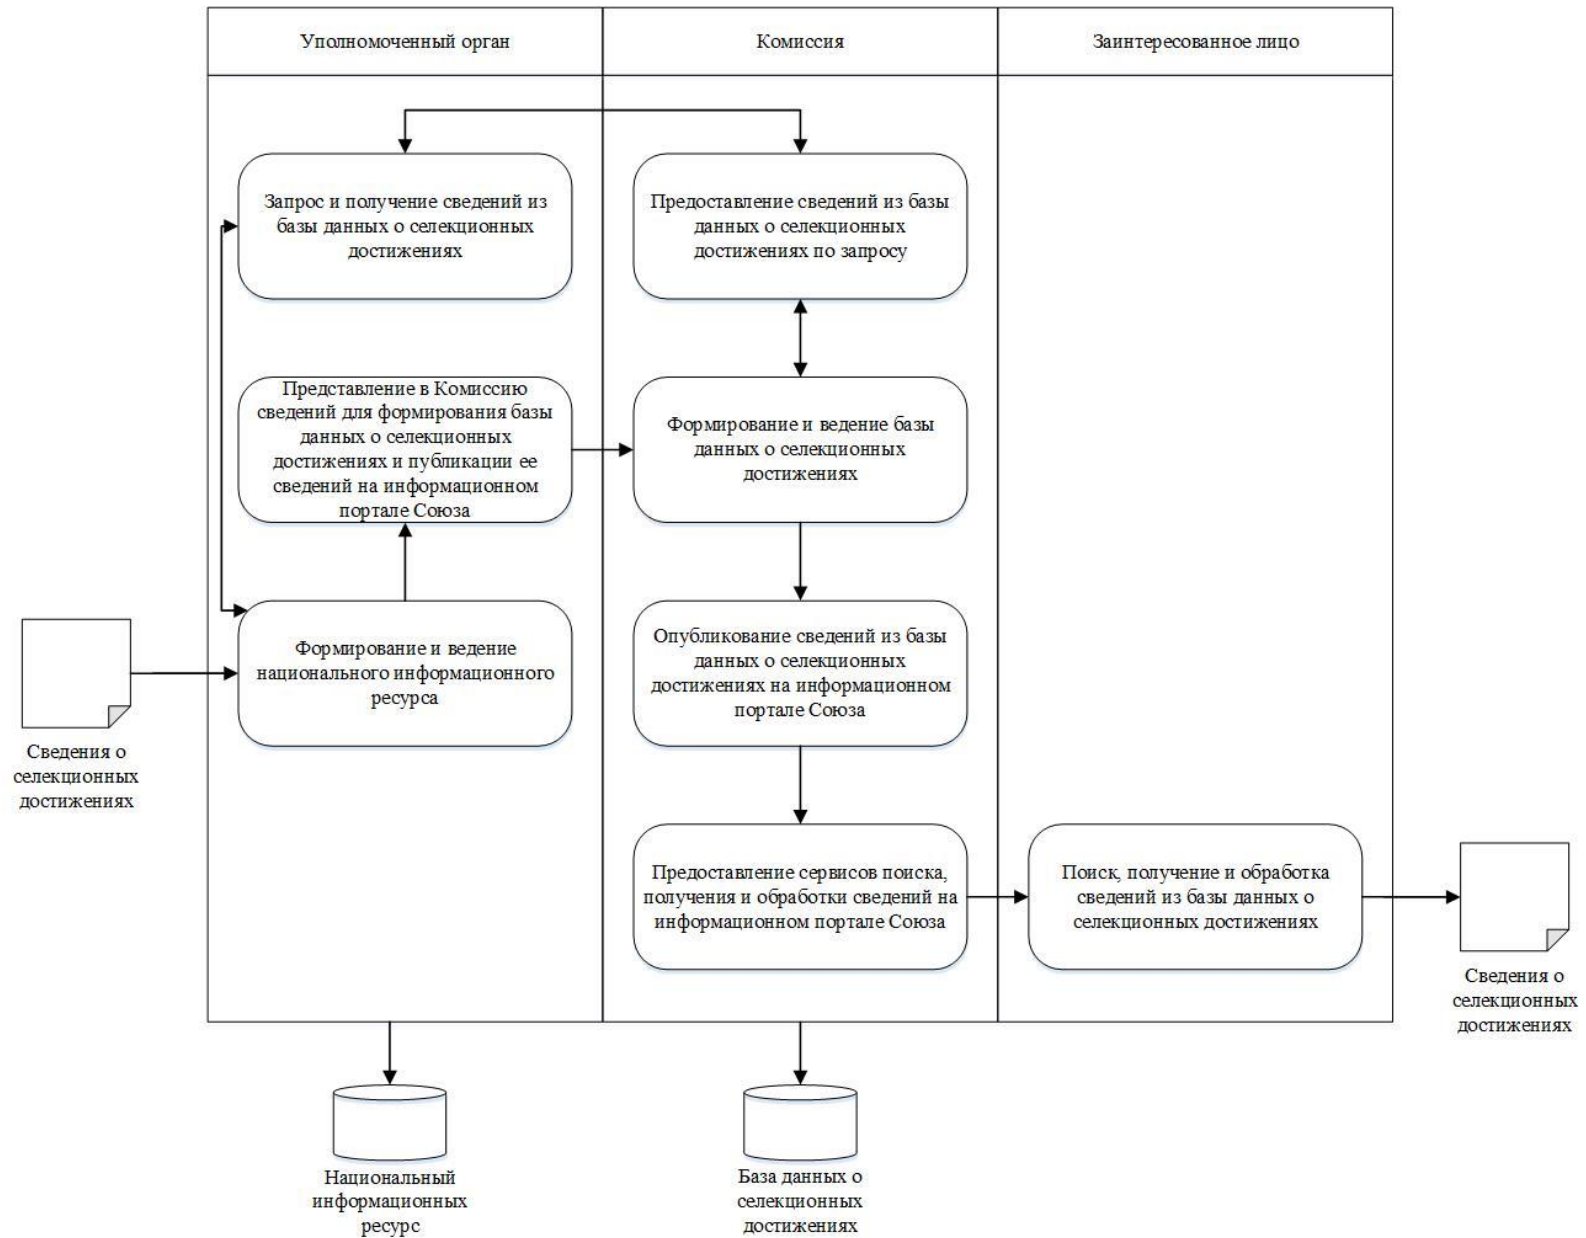 Уполномоченный орган
Комиссия
Заинтересованное лицо
Запрос и получение сведений из
базы данных о селекционных
достижениях
Предоставление сведений из базы
данных о селекционных
достижениях по запросу
Представление в Комиссию
сведений для формирования базы
данных о селекционных
достижениях и публикации ее
сведений на информационном
портале Союза
Формирование и ведение базы
данных о селекционных
достижениях
Формирование и ведение
национального информационного
ресурса
Опубликование сведений из базы
данных о селекционных
достижениях на информационном
портале Союза
Сведения о
селекционных
достижениях
Предоставление сервисов поиска,
получения и обработки сведений на
информационном портале Союза
Поиск, получение и обработка
сведений из базы данных о
селекционных достижениях
Сведения о
селекционных
достижениях
Национальный
информационных
ресурс
База данных о
селекционных
достижениях